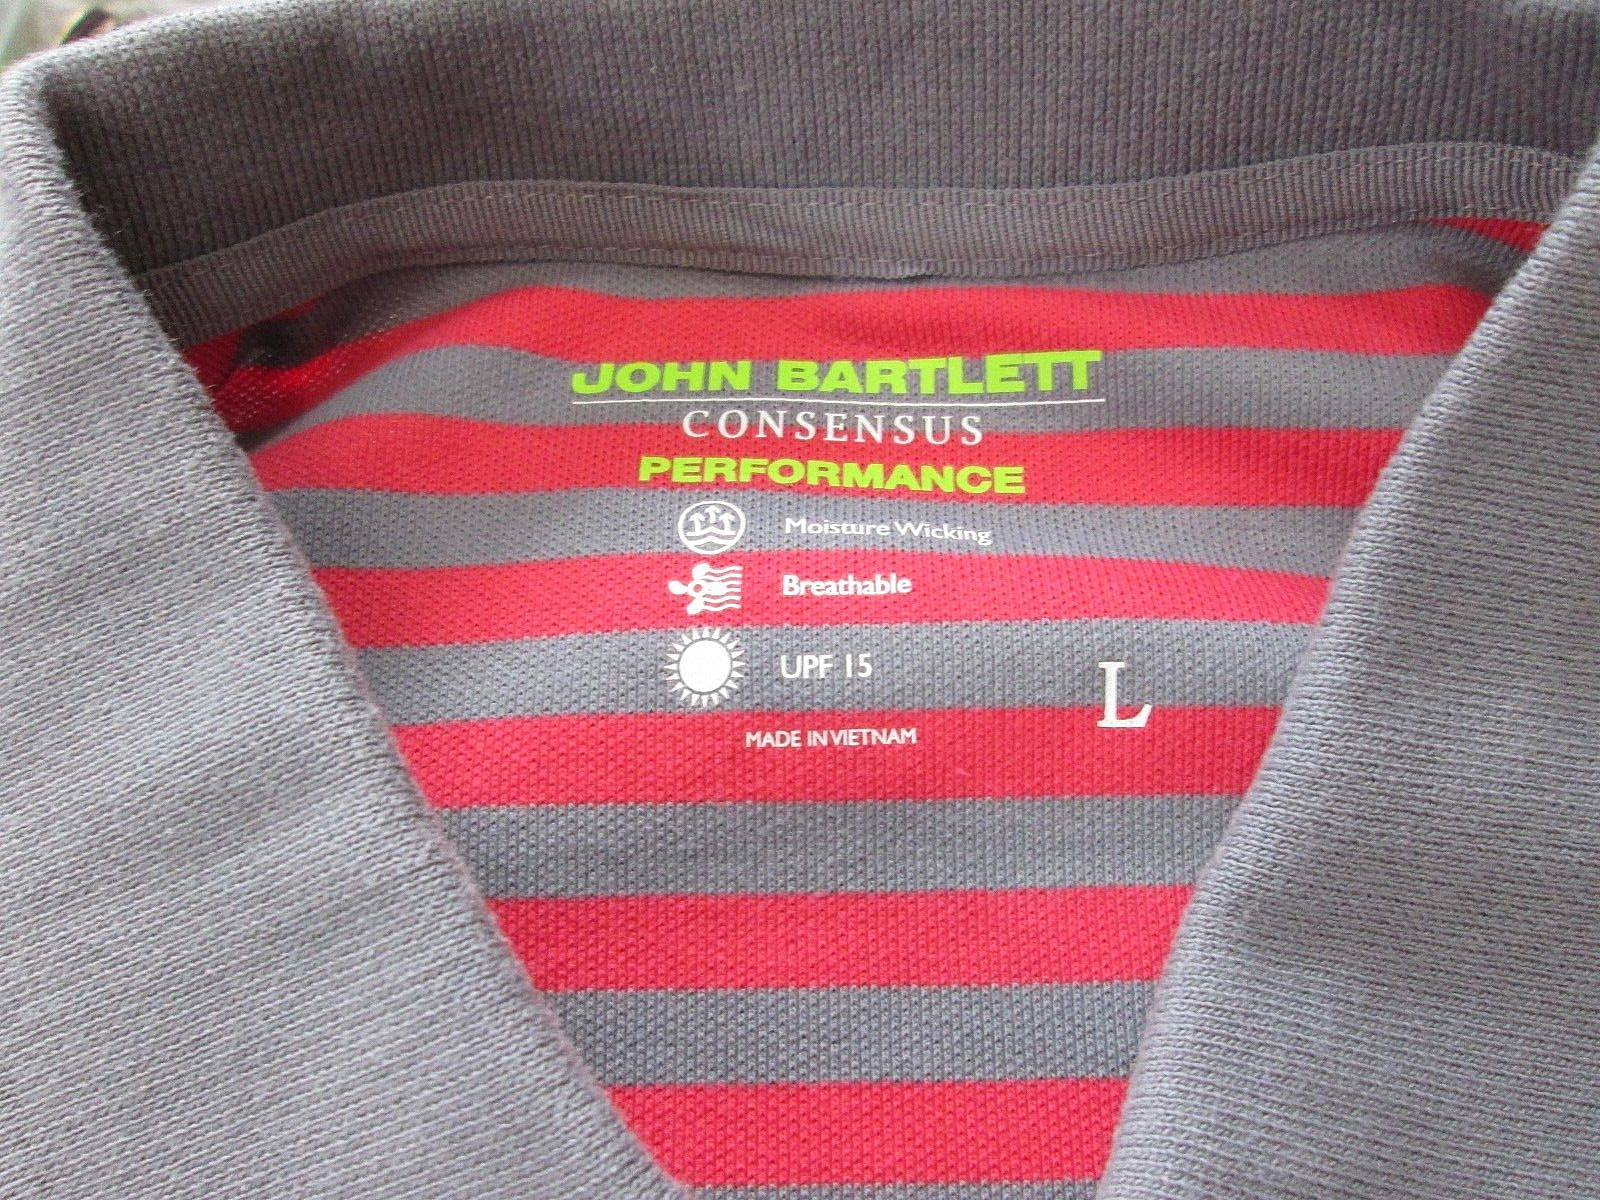 JOHN BARTLETT
CONSENSUS
PERFORMANCE
Moisture Wicking
Breathable
UPF 15
L
MADE IN VIETNAM